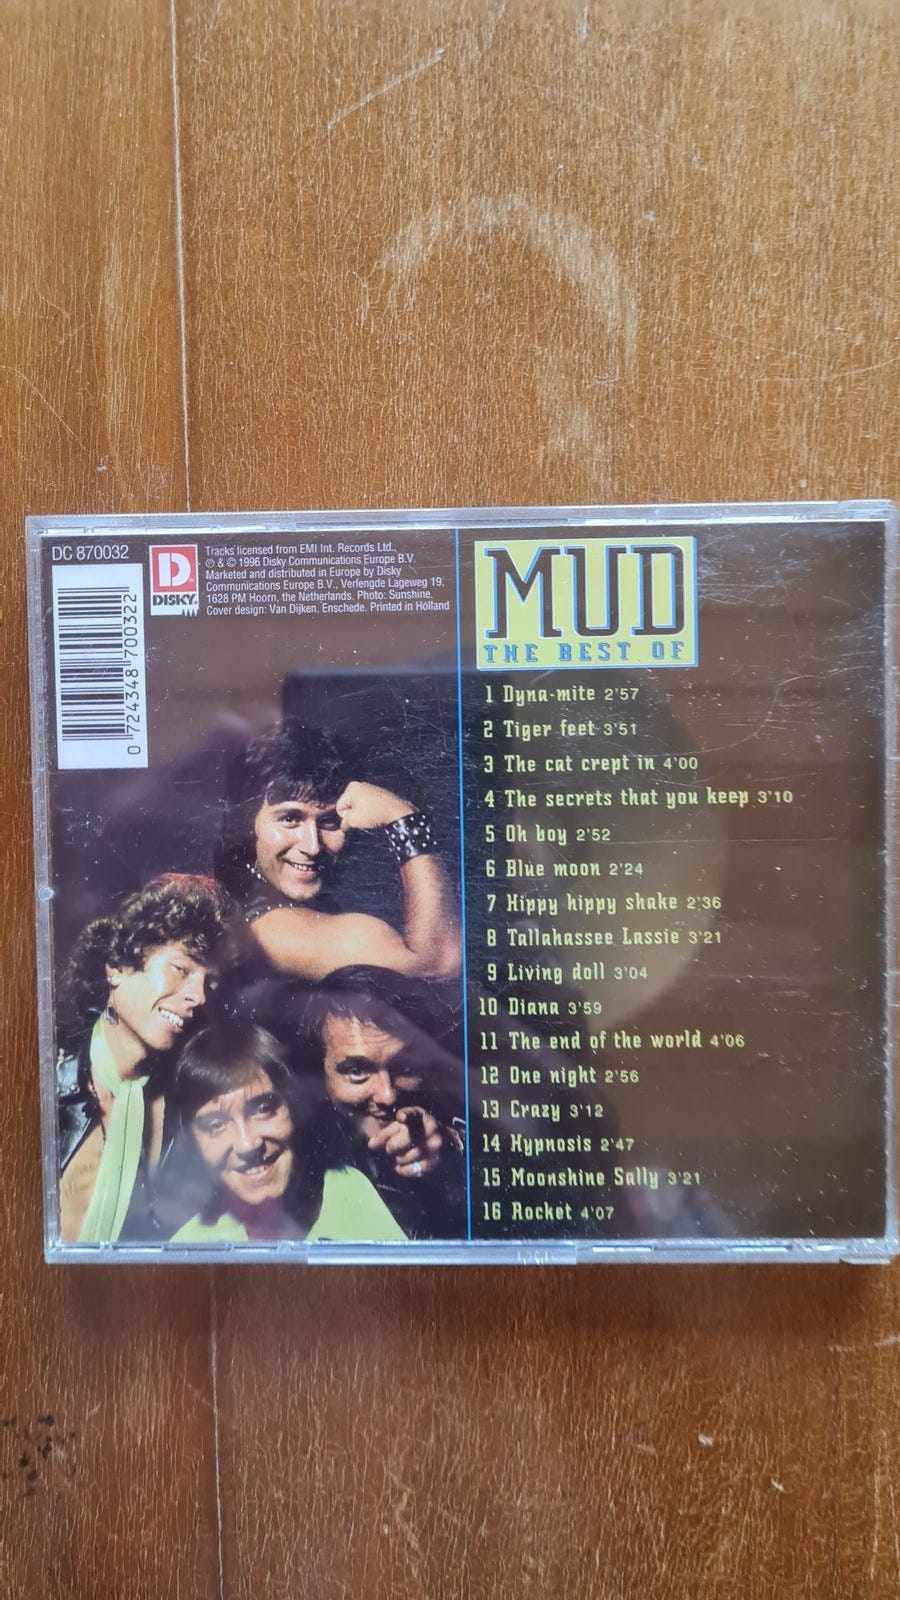 DC 870032
0 724348 700322
D
DISKY
Tracks licensed from EMI Int. Records Ltd.,
℗ & © 1996 Disky Communications Europe B.V.
Marketed and distributed in Europe by Disky
Communications Europe B.V., Verlengde Lageweg 19,
1628 PM Hoorn, the Netherlands. Photo: Sunshine.
Cover design: Van Dijken, Enschede. Printed in Holland
MUD
THE BEST OF
1 Dyna-mite 2'57
2 Tiger feet 3'51
3 The cat crept in 4'00
4 The secrets that you keep 3'10
5 Oh boy 2'52
6 Blue moon 2'24
7 Hippy hippy shake 2'36
8 Tallahassee Lassie 3'21
9 Living doll 3'04
10 Diana 3'59
11 The end of the world 4'06
12 One night 2'56
13 Crazy 3'12
14 Hypnosis 2'47
15 Moonshine Sally 3'21
16 Rocket 4'07